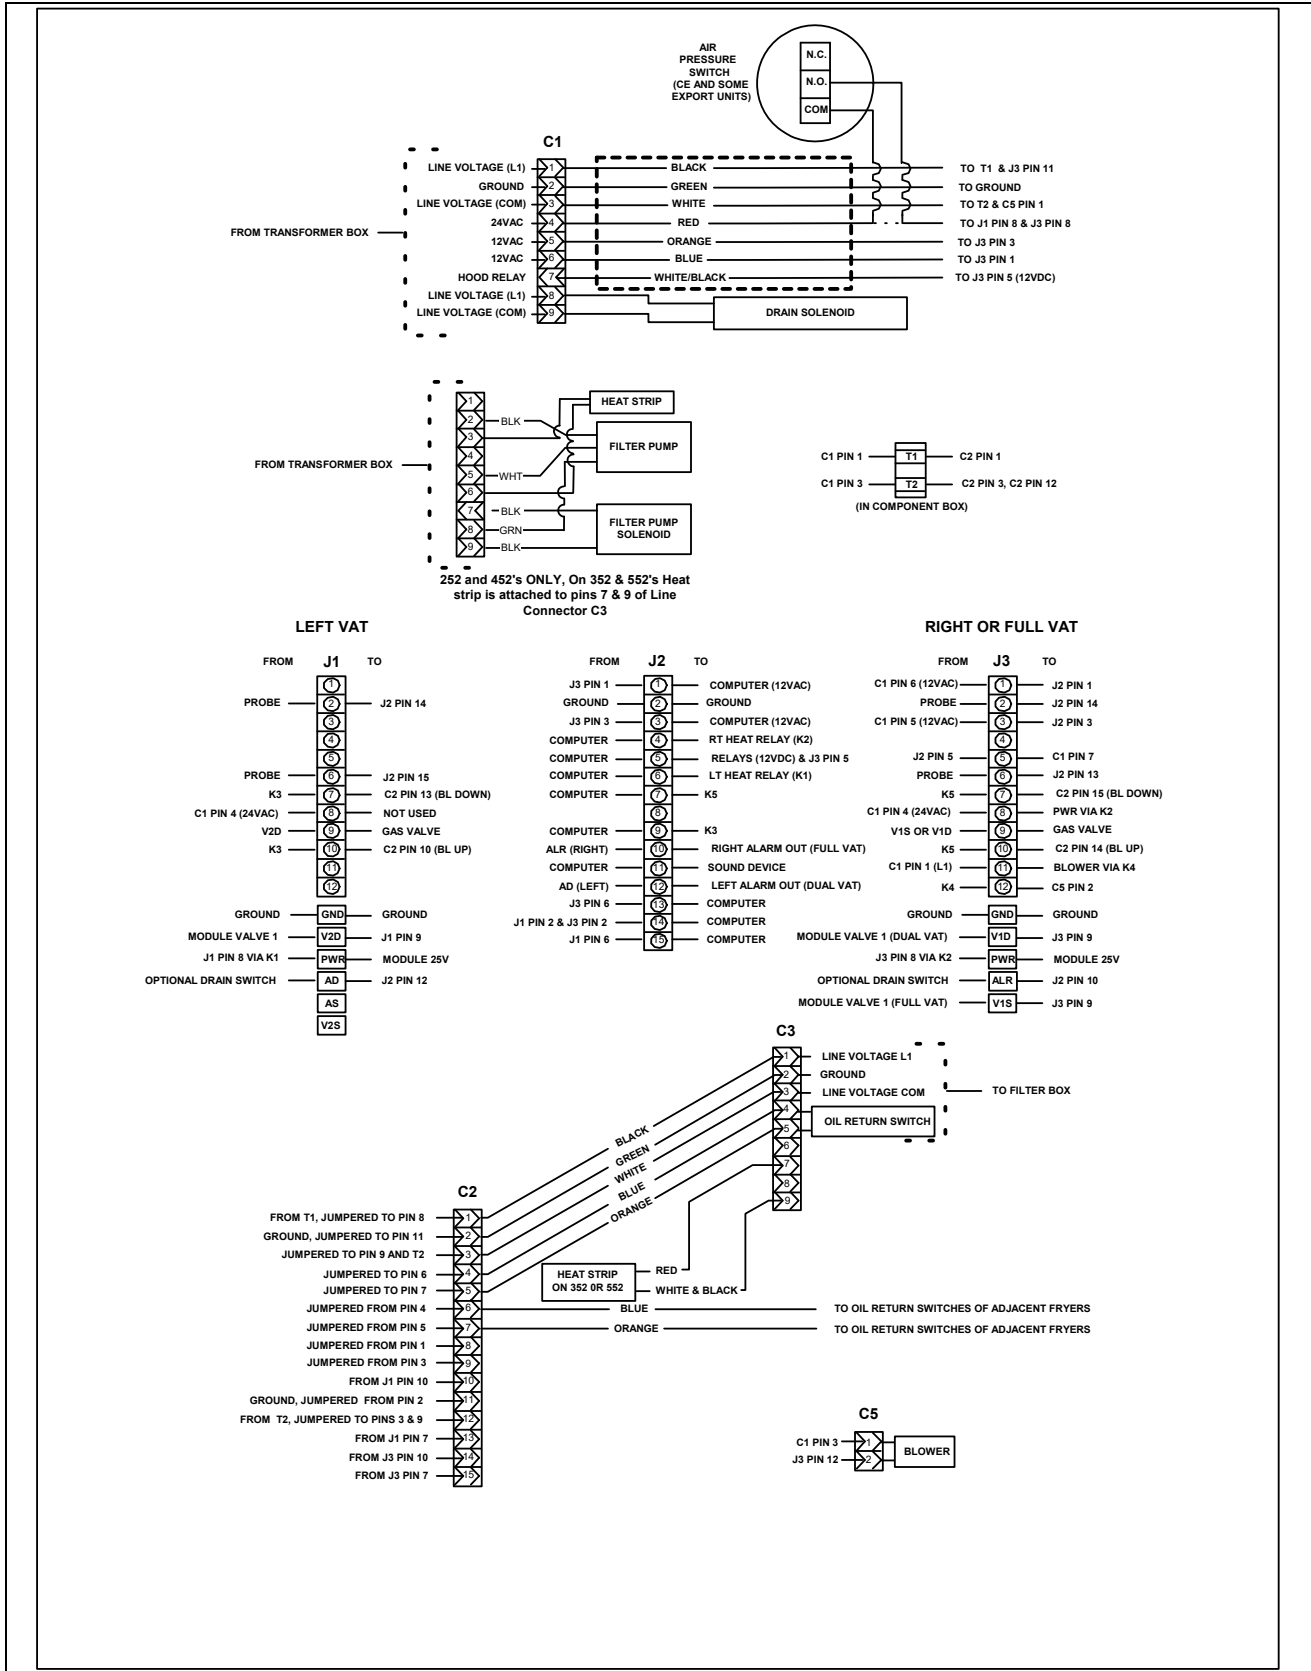 AIR
PRESSURE
SWITCH
(CE AND SOME
EXPORT UNITS)
N.C.
N.O.
COM
C1
LINE VOLTAGE (L1) 1 BLACK TO T1 & J3 PIN 11
GROUND 2 GREEN TO GROUND
LINE VOLTAGE (COM) 3 WHITE TO T2 & C5 PIN 1
24VAC 4 RED TO J1 PIN 8 & J3 PIN 8
FROM TRANSFORMER BOX
12VAC 5 ORANGE TO J3 PIN 3
12VAC 6 BLUE TO J3 PIN 1
HOOD RELAY 7 WHITE/BLACK TO J3 PIN 5 (12VDC)
LINE VOLTAGE (L1) 8
LINE VOLTAGE (COM) 9
DRAIN SOLENOID
FROM TRANSFORMER BOX
1
2 BLK
3
4
5 WHT
6
7 BLK
8 GRN
9 BLK
HEAT STRIP
FILTER PUMP
FILTER PUMP
SOLENOID
252 and 452's ONLY, On 352 & 552's Heat
strip is attached to pins 7 & 9 of Line
Connector C3
C1 PIN 1 T1 C2 PIN 1
C1 PIN 3 T2 C2 PIN 3, C2 PIN 12
(IN COMPONENT BOX)
LEFT VAT
FROM J1 TO
1
PROBE 2 J2 PIN 14
3
4
5
PROBE 6 J2 PIN 15
K3 7 C2 PIN 13 (BL DOWN)
C1 PIN 4 (24VAC) 8 NOT USED
V2D 9 GAS VALVE
K3 10 C2 PIN 10 (BL UP)
11
12
GROUND GND GROUND
MODULE VALVE 1 V2D J1 PIN 9
J1 PIN 8 VIA K1 PWR MODULE 25V
OPTIONAL DRAIN SWITCH AD J2 PIN 12
AS
V2S
FROM J2 TO
J3 PIN 1 1 COMPUTER (12VAC)
GROUND 2 GROUND
J3 PIN 3 3 COMPUTER (12VAC)
COMPUTER 4 RT HEAT RELAY (K2)
COMPUTER 5 RELAYS (12VDC) & J3 PIN 5
COMPUTER 6 LT HEAT RELAY (K1)
COMPUTER 7 K5
8
COMPUTER 9 K3
ALR (RIGHT) 10 RIGHT ALARM OUT (FULL VAT)
COMPUTER 11 SOUND DEVICE
AD (LEFT) 12 LEFT ALARM OUT (DUAL VAT)
J3 PIN 6 13 COMPUTER
J1 PIN 2 & J3 PIN 2 14 COMPUTER
J1 PIN 6 15 COMPUTER
RIGHT OR FULL VAT
FROM J3 TO
C1 PIN 6 (12VAC) 1 J2 PIN 1
PROBE 2 J2 PIN 14
C1 PIN 5 (12VAC) 3 J2 PIN 3
4
J2 PIN 5 5 C1 PIN 7
PROBE 6 J2 PIN 13
K5 7 C2 PIN 15 (BL DOWN)
C1 PIN 4 (24VAC) 8 PWR VIA K2
V1S OR V1D 9 GAS VALVE
K5 10 C2 PIN 14 (BL UP)
C1 PIN 1 (L1) 11 BLOWER VIA K4
K4 12 C5 PIN 2
GROUND GND GROUND
MODULE VALVE 1 (DUAL VAT) V1D J3 PIN 9
J3 PIN 8 VIA K2 PWR MODULE 25V
OPTIONAL DRAIN SWITCH ALR J2 PIN 10
MODULE VALVE 1 (FULL VAT) V1S J3 PIN 9
C3
1 LINE VOLTAGE L1
2 GROUND
3 LINE VOLTAGE COM
4
5
6
7
8
9
OIL RETURN SWITCH
TO FILTER BOX
BLACK
GREEN
WHITE
BLUE
ORANGE
C2
FROM T1, JUMPERED TO PIN 8 1
GROUND, JUMPERED TO PIN 11 2
JUMPERED TO PIN 9 AND T2 3
JUMPERED TO PIN 6 4
JUMPERED TO PIN 7 5
JUMPERED FROM PIN 4 6 BLUE TO OIL RETURN SWITCHES OF ADJACENT FRYERS
JUMPERED FROM PIN 5 7 ORANGE TO OIL RETURN SWITCHES OF ADJACENT FRYERS
JUMPERED FROM PIN 1 8
JUMPERED FROM PIN 3 9
FROM J1 PIN 10 10
GROUND, JUMPERED FROM PIN 2 11
FROM T2, JUMPERED TO PINS 3 & 9 12
FROM J1 PIN 7 13
FROM J3 PIN 10 14
FROM J3 PIN 7 15
HEAT STRIP
ON 352 0R 552
RED
WHITE & BLACK
C5
C1 PIN 3 1
J3 PIN 12 2
BLOWER